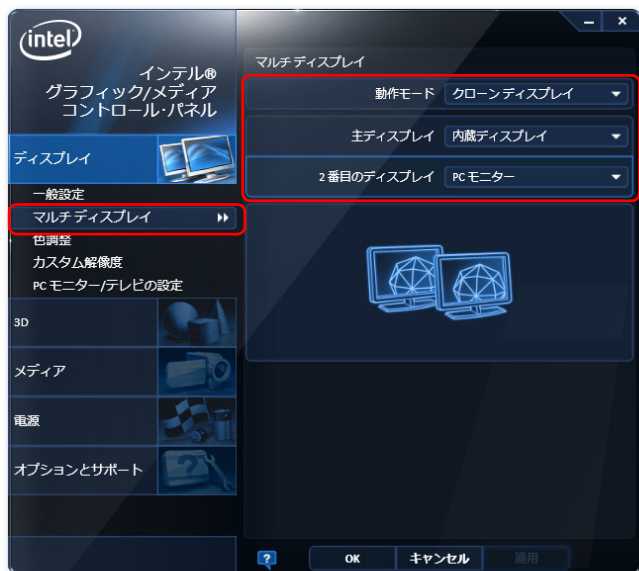 intel
インテル®
グラフィック/メディア
コントロール・パネル
ディスプレイ
一般設定
マルチディスプレイ
色調整
カスタム解像度
PC モニター/テレビの設定
3D
メディア
電源
オプションとサポート
マルチディスプレイ
動作モード クローンディスプレイ
主ディスプレイ 内蔵ディスプレイ
2 番目のディスプレイ PC モニター
? OK キャンセル 適用